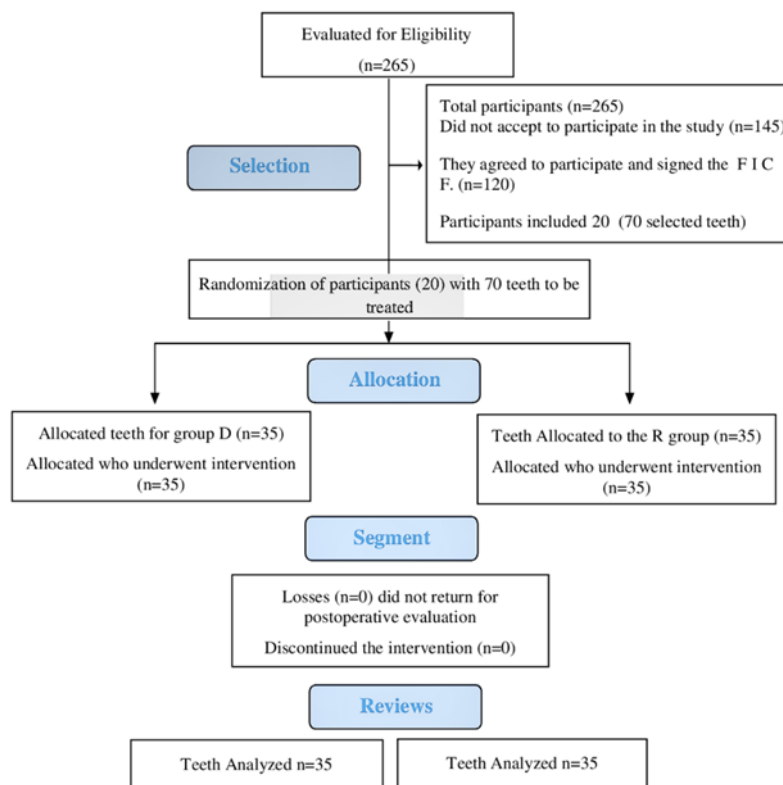 Evaluated for Eligibility
(n=265)
Total participants (n=265)
Did not accept to participate in the study (n=145)
They agreed to participate and signed the F I C
F. (n=120)
Participants included 20 (70 selected teeth)
Selection
Randomization of participants (20) with 70 teeth to be
treated
Allocation
Allocated teeth for group D (n=35)
Allocated who underwent intervention
(n=35)
Teeth Allocated to the R group (n=35)
Allocated who underwent intervention
(n=35)
Segment
Losses (n=0) did not return for
postoperative evaluation
Discontinued the intervention (n=0)
Reviews
Teeth Analyzed n=35
Teeth Analyzed n=35